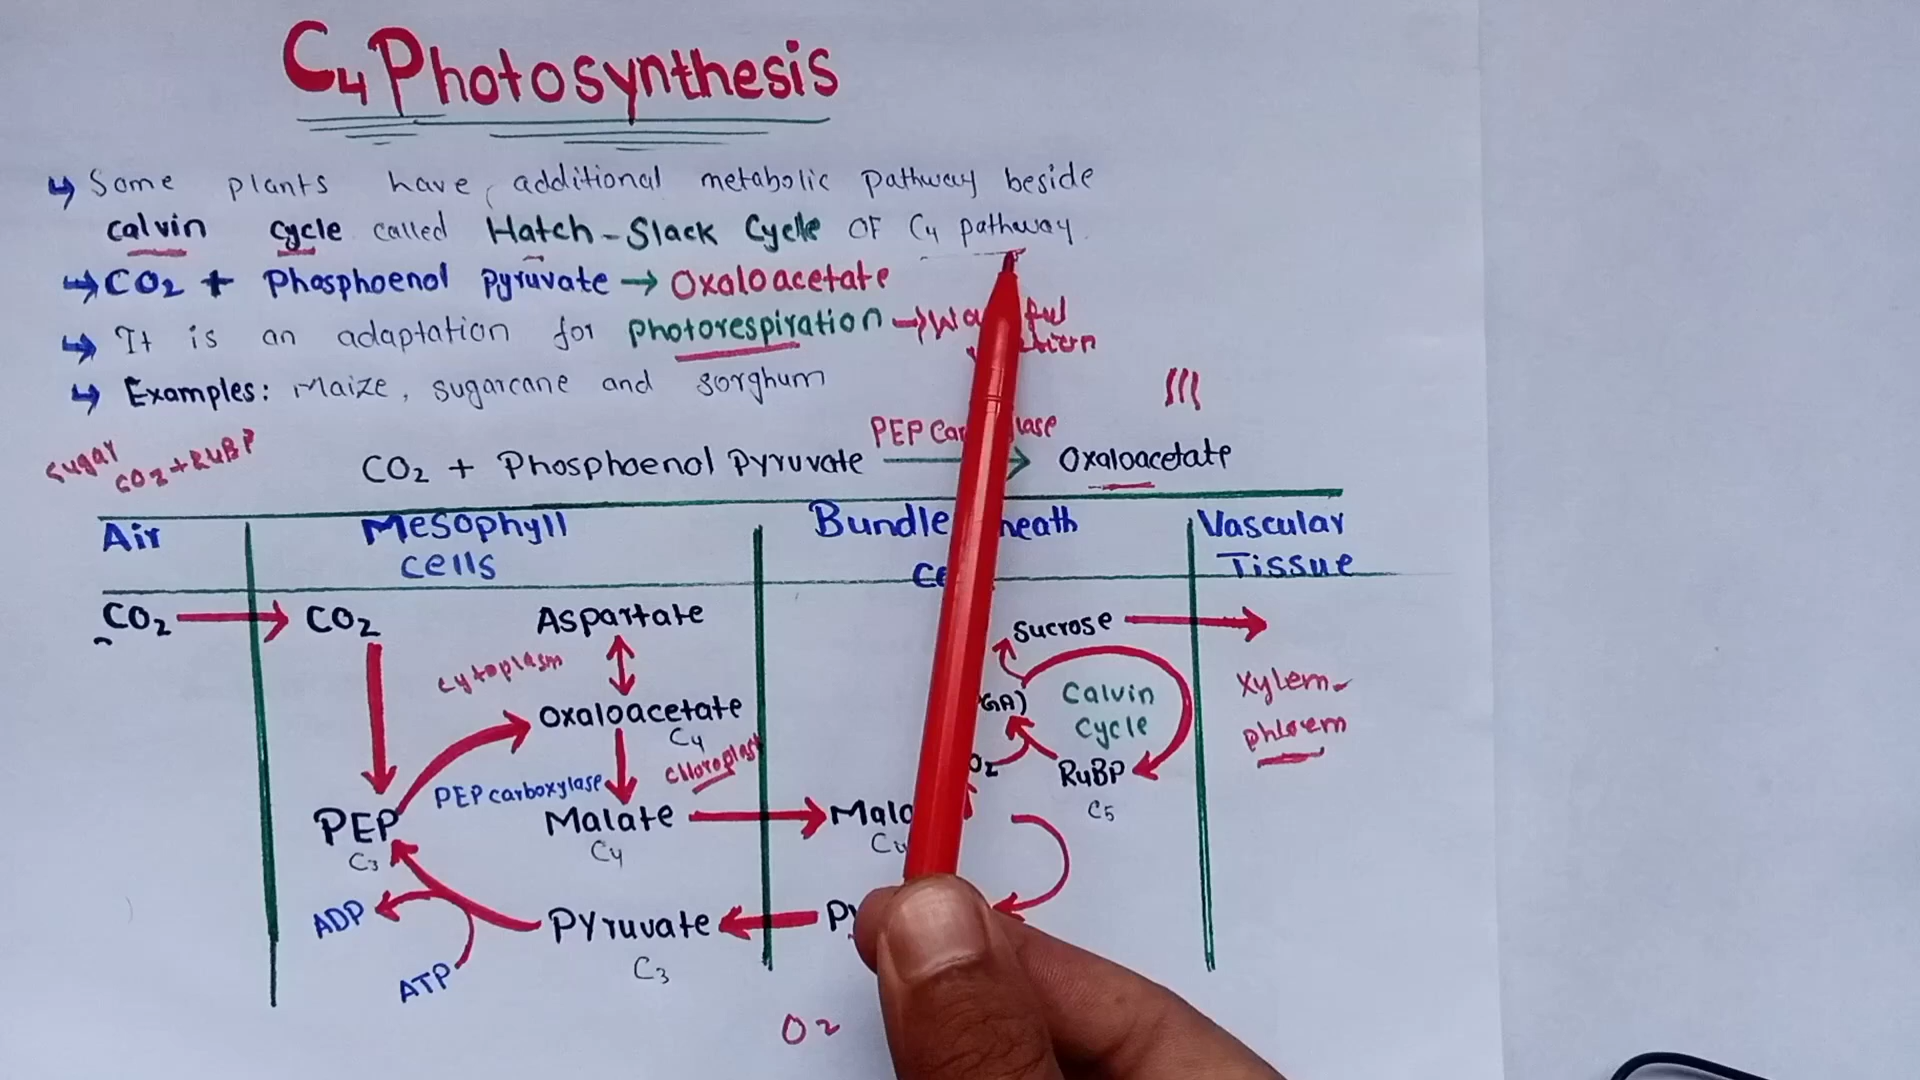 C4 Photosynthesis
Some plants have additional metabolic pathway beside
calvin cycle called Hatch-Slack Cycle OF C4 pathway
CO2 + Phosphoenol pyruvate → Oxaloacetate
It is an adaptation for photorespiration →
Examples: Maize, sugarcane and sorghum
sugar
CO2+RUBP
PEP
CO2 + Phosphoenol Pyruvate → Oxaloacetate
Air
Mesophyll
cells
Bundle
Vascular
Tissue
CO2 → CO2
Aspartate
Sucrose
cytoplasm
Oxaloacetate
C4
Calvin
Cycle
xylem
phloem
chloroplast
RuBP
C5
PEP carboxylase
PEP
C3
Malate
C4
ADP
ATP
Pyruvate
C3
O2